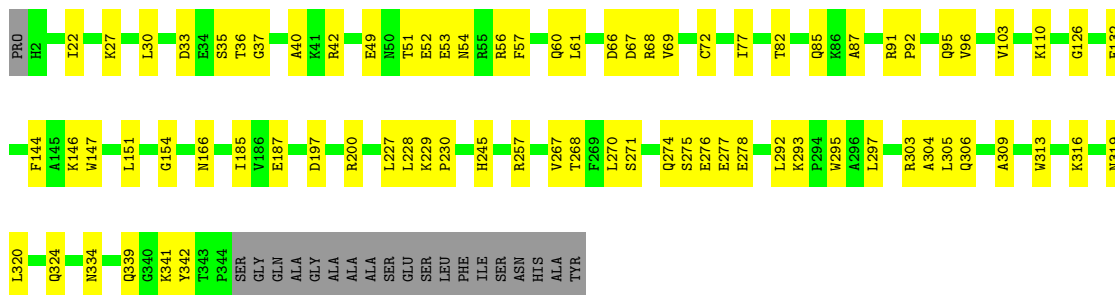 PRO H2 I22 K27 L30 D33 E34 S35 T36 G37 A40 K41 R42 E49 N50 T51 E52 E53 N54 R55 R56 F57 Q60 L61 D66 D67 R68 V69 C72 I77 T82 Q85 K86 A87 R91 P92 Q95 V96 V103 K110 G126
F144 A145 K146 W147 L151 G154 N166 I185 V186 E187 D197 R200 L227 L228 K229 P230 H245 R257 V267 T268 F269 L270 S271 Q274 S275 E276 E277 E278 L292 K293 P294 W295 A296 L297 R303 A304 L305 Q306 A309 W313 K316 N319
L320 Q324 N334 Q339 G340 K341 Y342 T343 P344 SER GLY GLN ALA GLY ALA ALA ALA SER GLU SER LEU PHE ILE SER ASN HIS ALA TYR